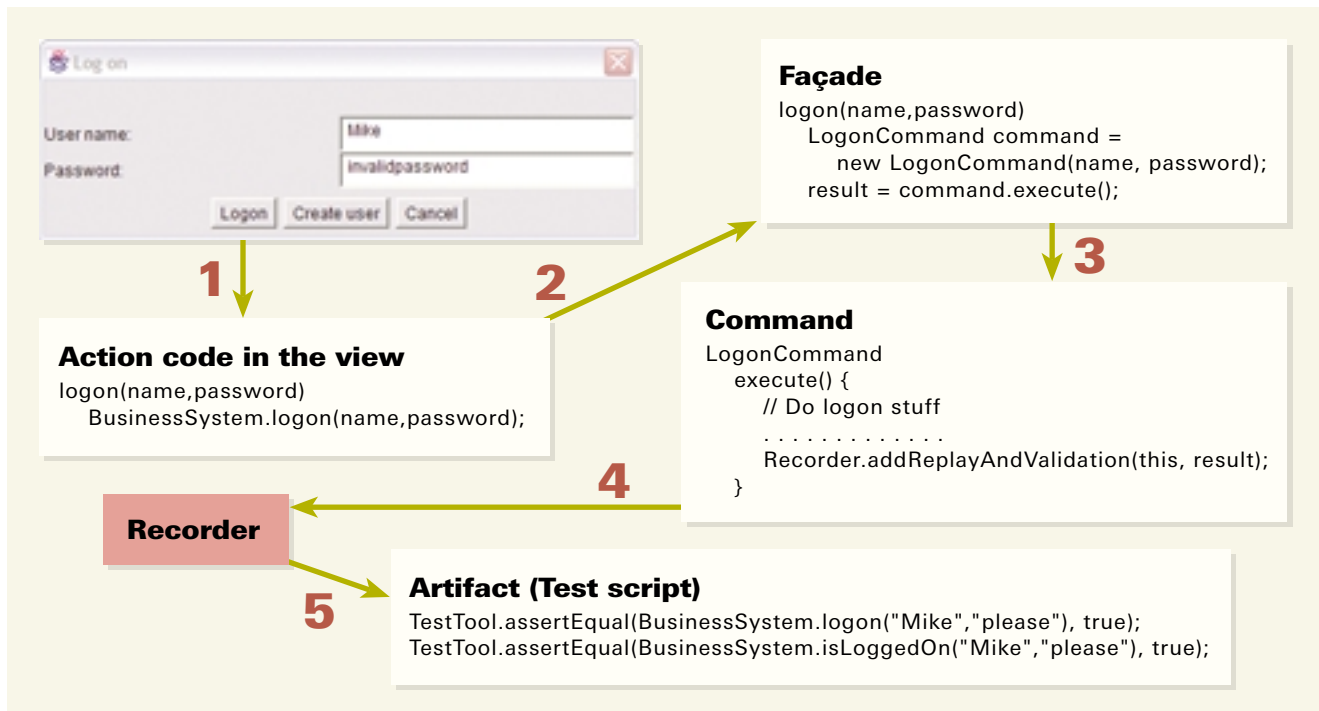 Log on
User name:
Mike
Password:
invalidpassword
Logon
Create user
Cancel
1
Action code in the view
logon(name,password)
BusinessSystem.logon(name,password);
2
Façade
logon(name,password)
LogonCommand command =
new LogonCommand(name, password);
result = command.execute();
3
Command
LogonCommand
execute() {
// Do logon stuff
. . . . . . . . . . . . .
Recorder.addReplayAndValidation(this, result);
}
4
Recorder
5
Artifact (Test script)
TestTool.assertEqual(BusinessSystem.logon("Mike","please"), true);
TestTool.assertEqual(BusinessSystem.isLoggedOn("Mike","please"), true);